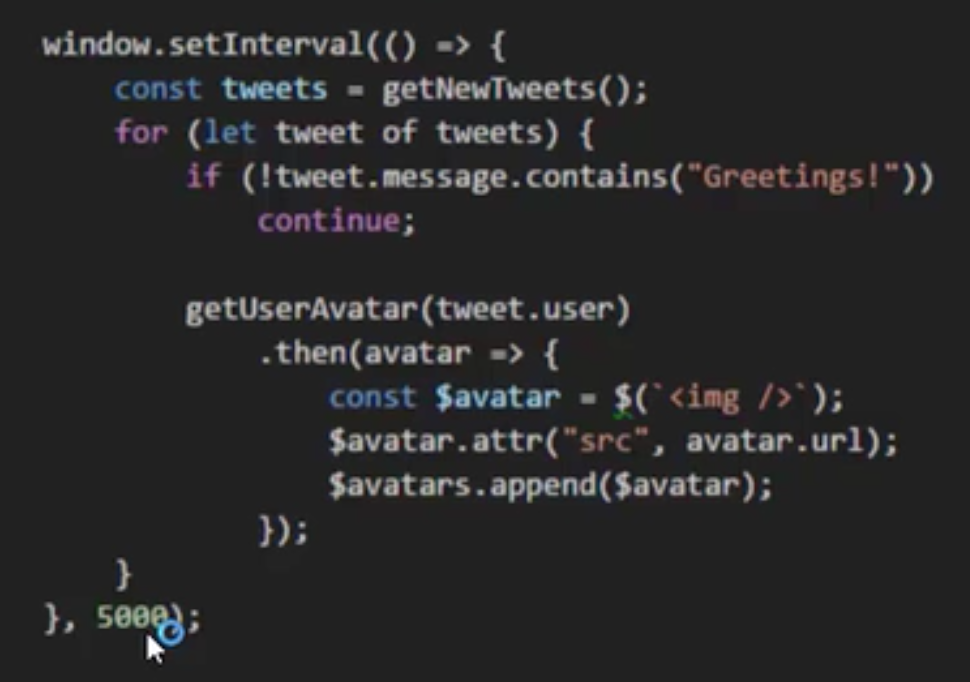 window.setInterval(() => {
    const tweets = getNewTweets();
    for (let tweet of tweets) {
        if (!tweet.message.contains("Greetings!"))
            continue;

        getUserAvatar(tweet.user)
            .then(avatar => {
                const $avatar = $(`<img />`);
                $avatar.attr("src", avatar.url);
                $avatars.append($avatar);
            });
    }
}, 5000);